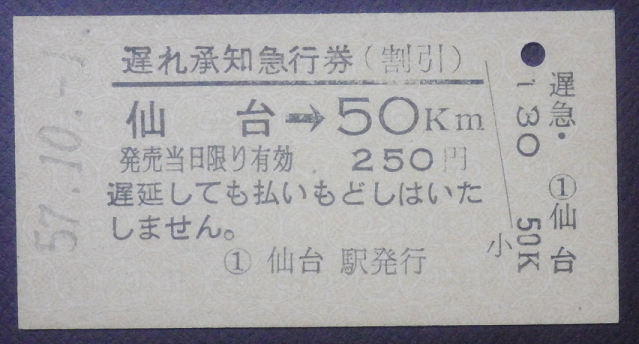 57.10.-1.
遅れ承知急行券(割引)
仙 台→50Km
発売当日限り有効 250円
遅延しても払いもどしはいた
しません。
① 仙台 駅発行
小
130
50K
遅急・ ①仙台